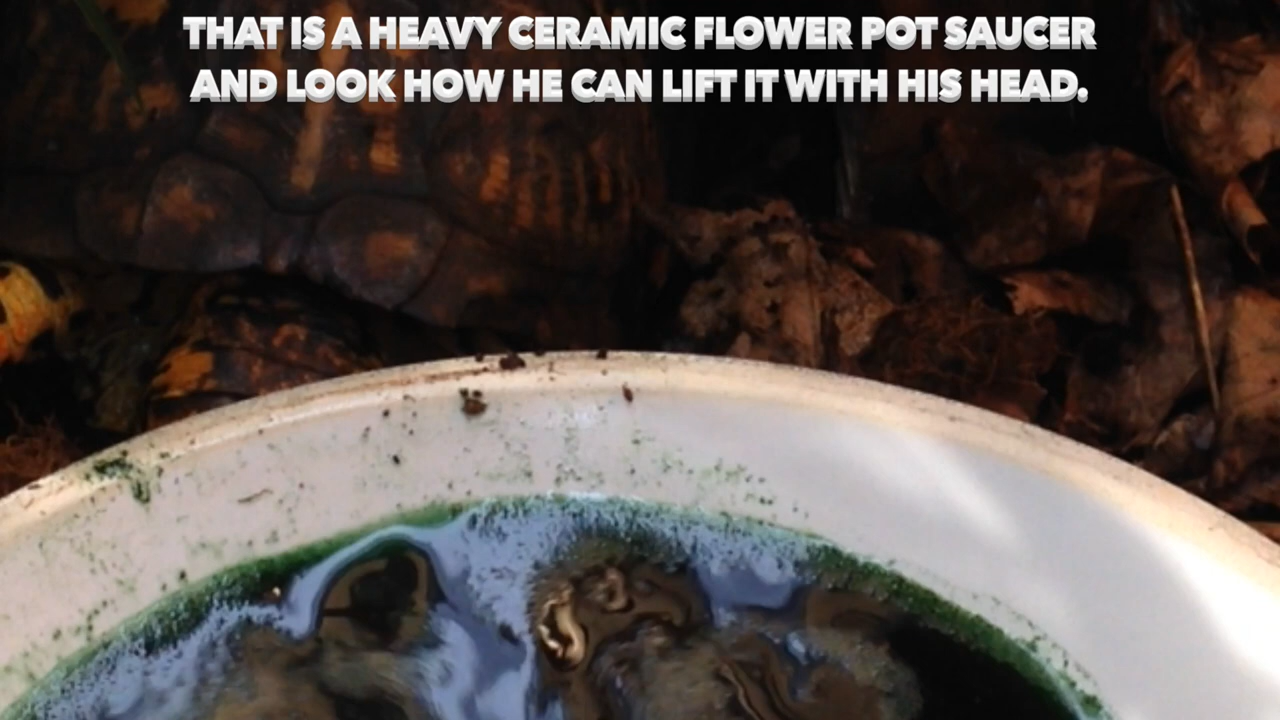 THAT IS A HEAVY CERAMIC FLOWER POT SAUCER
AND LOOK HOW HE CAN LIFT IT WITH HIS HEAD.